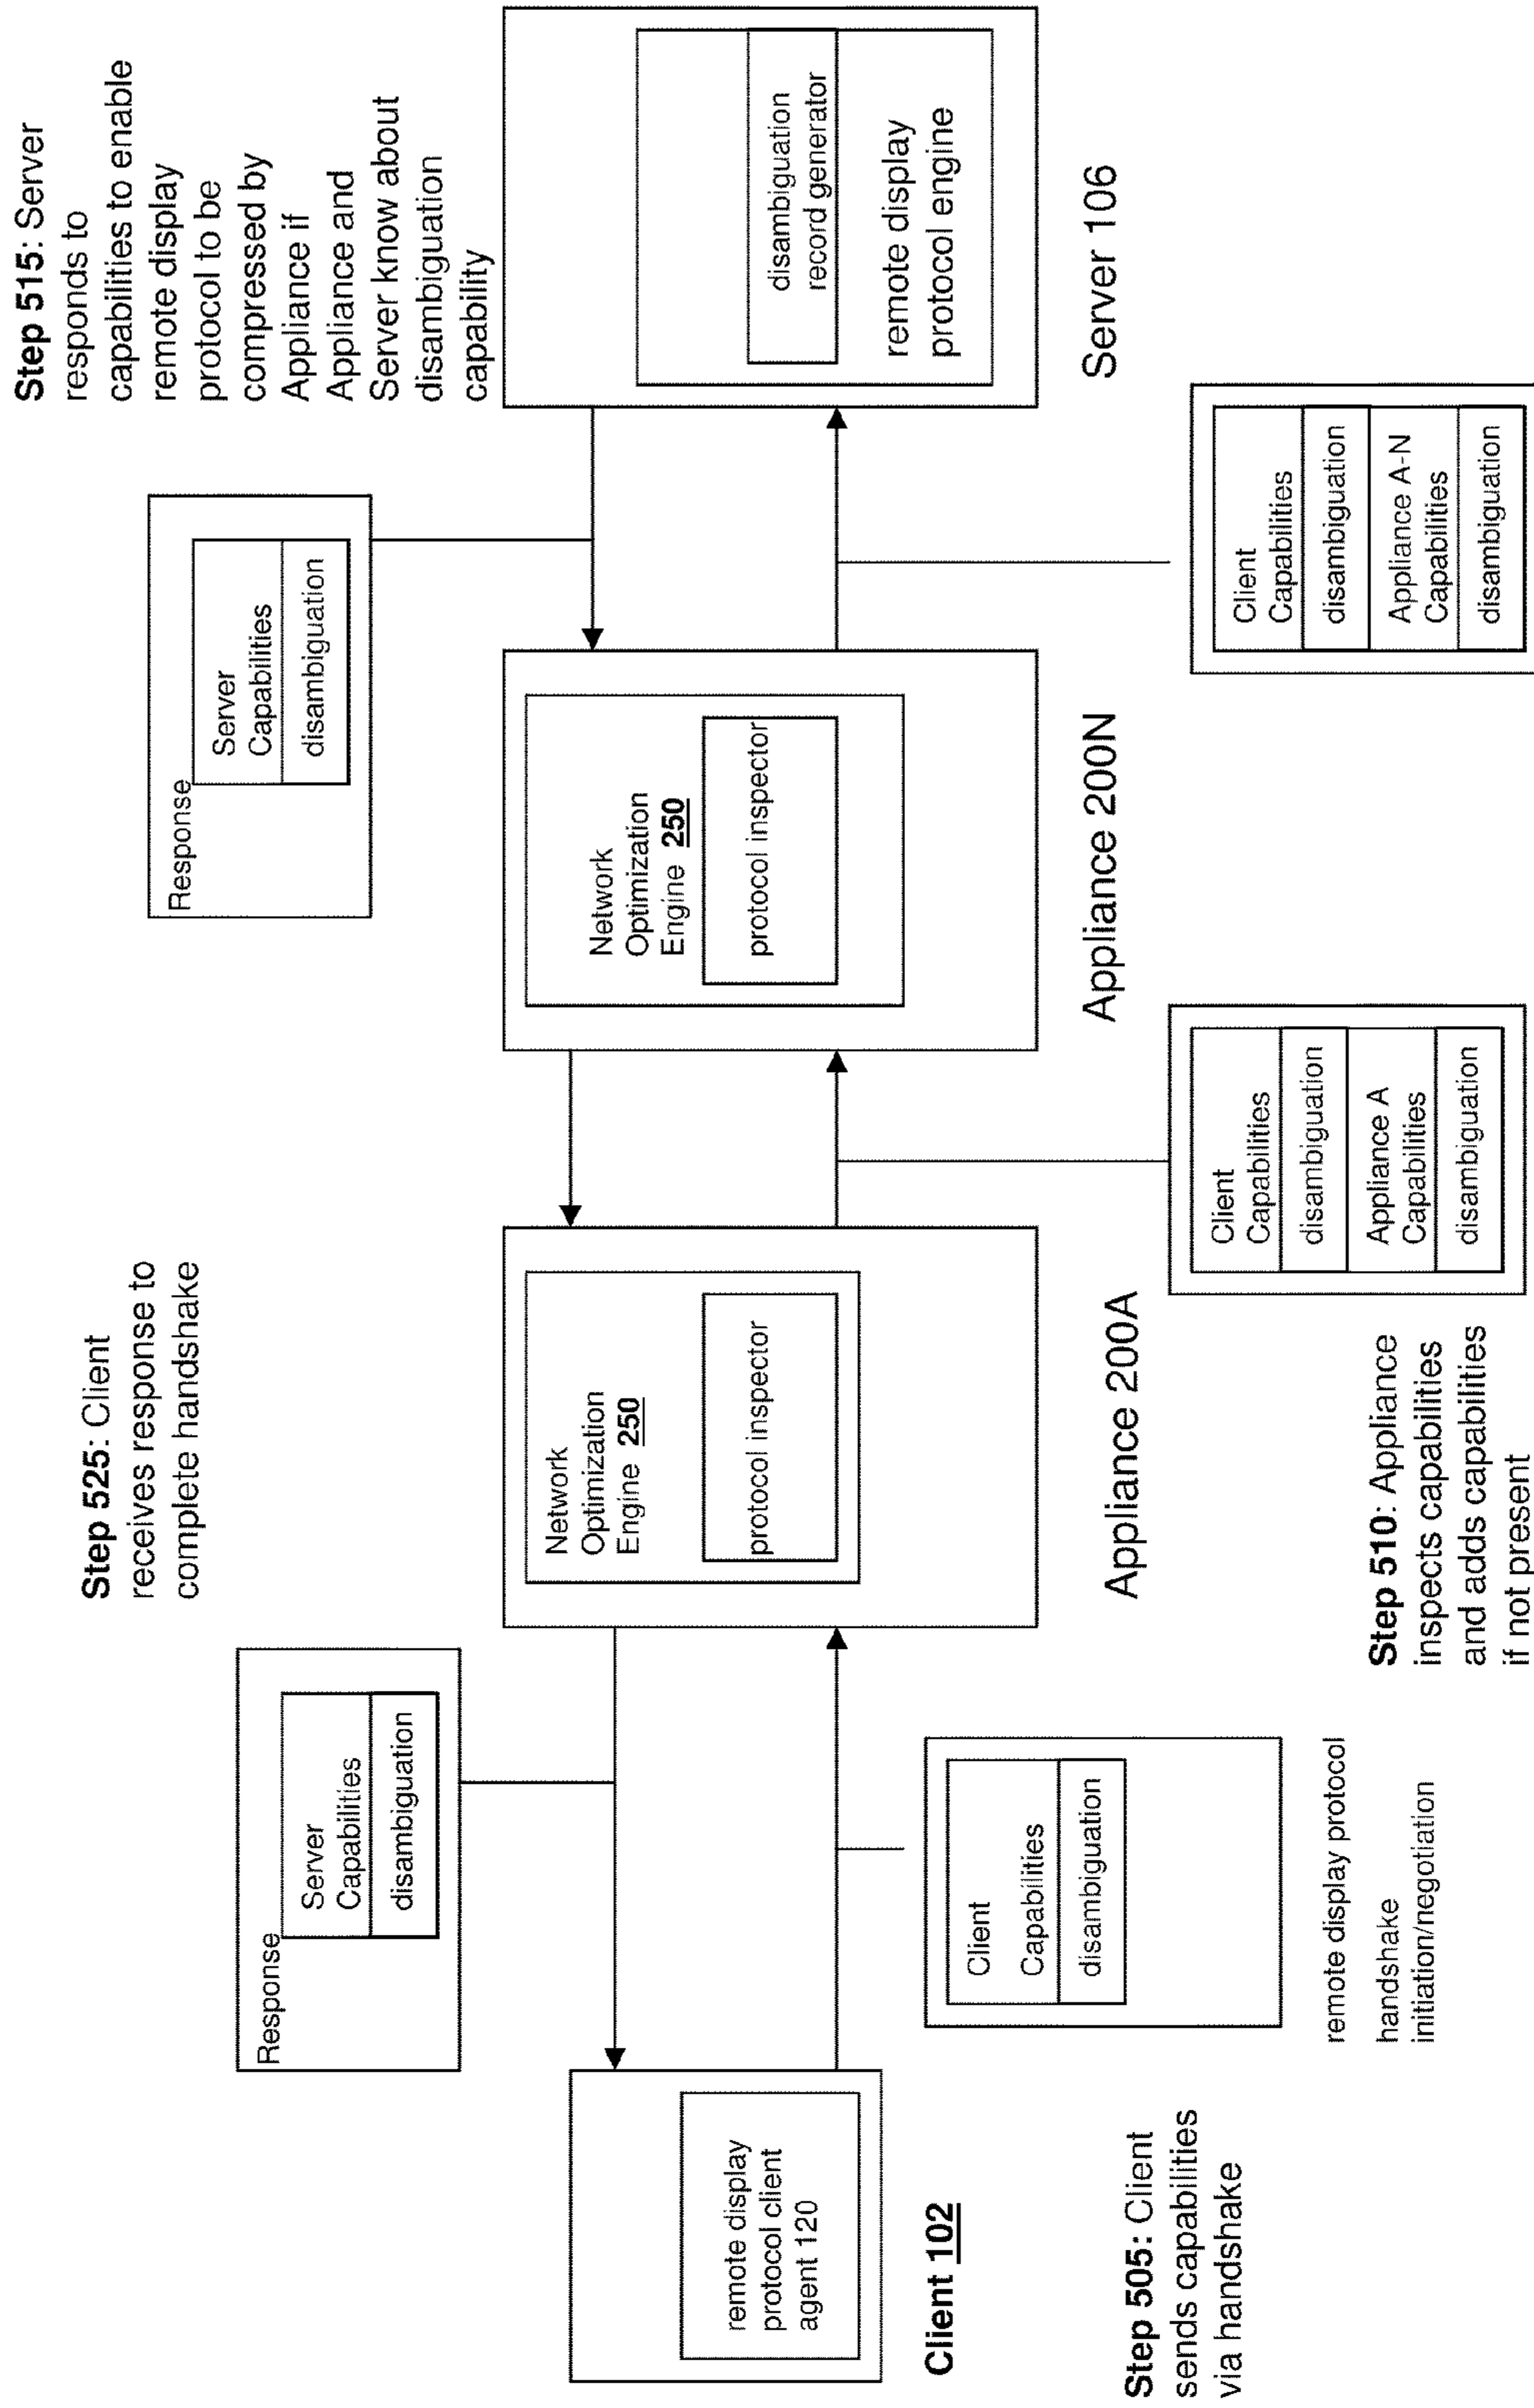 Step 515: Server
responds to
capabilities to enable
remote display
protocol to be
compressed by
Appliance if
Appliance and
Server know about
disambiguation
capability
Step 525: Client
receives response to
complete handshake
Response
Server
Capabilities
disambiguation
Response
Server
Capabilities
disambiguation
remote display
protocol client
agent 120
Client 102
Network
Optimization
Engine 250
protocol inspector
Appliance 200A
Network
Optimization
Engine 250
protocol inspector
Appliance 200N
disambiguation
record generator
remote display
protocol engine
Server 106
Client
Capabilities
disambiguation
remote display protocol
handshake
initiation/negotiation
Client
Capabilities
disambiguation
Appliance A
Capabilities
disambiguation
Client
Capabilities
disambiguation
Appliance A-N
Capabilities
disambiguation
Step 505: Client
sends capabilities
via handshake
Step 510: Appliance
inspects capabilities
and adds capabilities
if not present